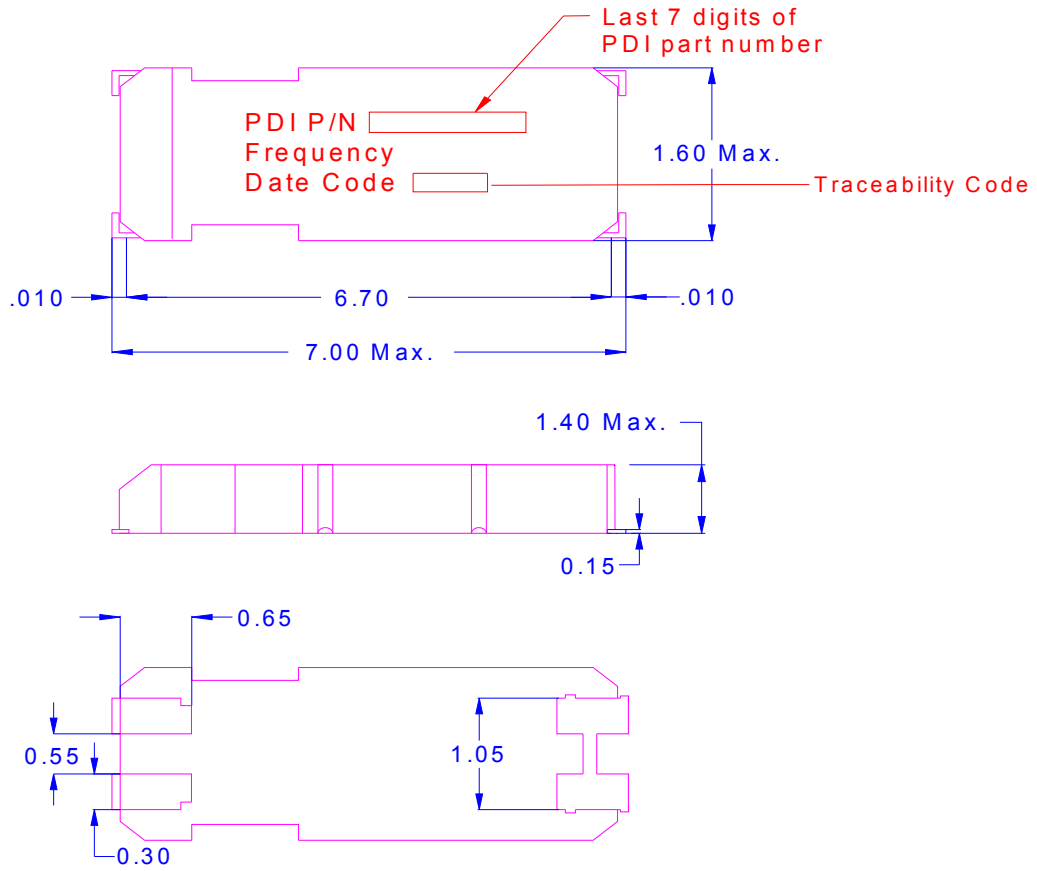 Last 7 digits of
PDI part number
PDI P/N
Frequency
Date Code
1.60 Max.
Traceability Code
.010
6.70
.010
7.00 Max.
1.40 Max.
0.15
0.65
0.55
1.05
0.30